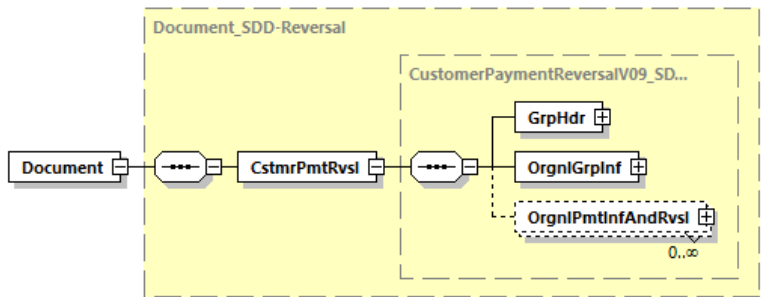 Document_SDD-Reversal
CustomerPaymentReversalV09_SD...
GrpHdr
Document
CstmrPmtRvsl
OrgnlGrpInf
OrgnlPmtInfAndRvsl
0..∞